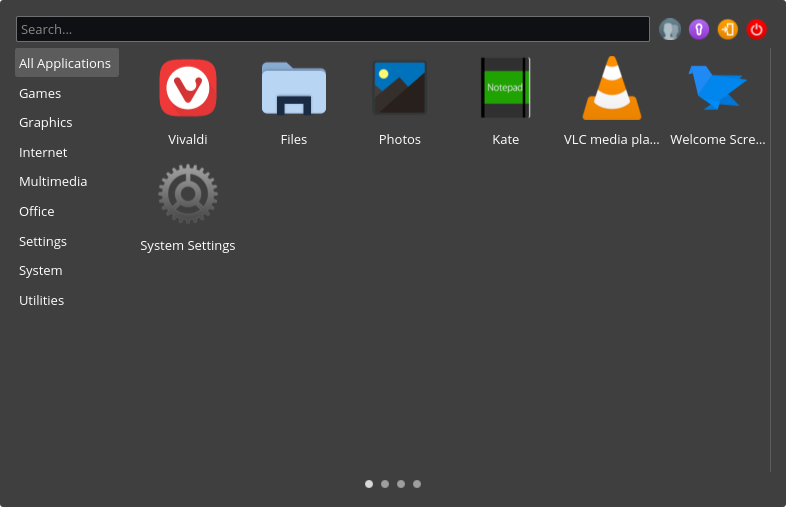 Search...
All Applications
Games
Graphics
Internet
Multimedia
Office
Settings
System
Utilities
Notepad
Vivaldi
Files
Photos
Kate
VLC media pla...
Welcome Scre...
System Settings